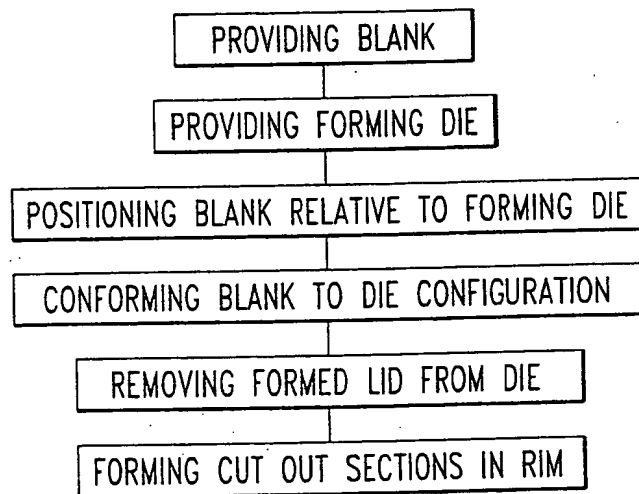 PROVIDING BLANK
PROVIDING FORMING DIE
POSITIONING BLANK RELATIVE TO FORMING DIE
CONFORMING BLANK TO DIE CONFIGURATION
REMOVING FORMED LID FROM DIE
FORMING CUT OUT SECTIONS IN RIM